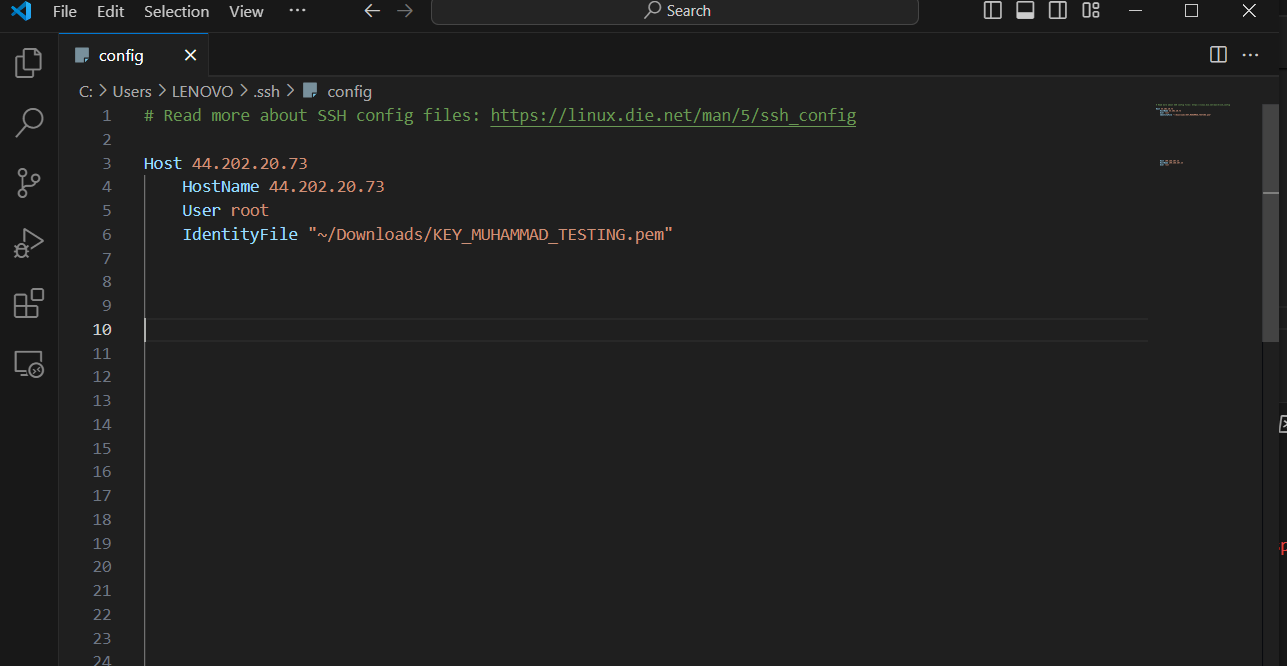 File Edit Selection View ... Search
config
C: > Users > LENOVO > .ssh > config
1 # Read more about SSH config files: https://linux.die.net/man/5/ssh_config
2
3 Host 44.202.20.73
4 HostName 44.202.20.73
5 User root
6 IdentityFile "~/Downloads/KEY_MUHAMMAD_TESTING.pem"
7
8
9
10
11
12
13
14
15
16
17
18
19
20
21
22
23
24